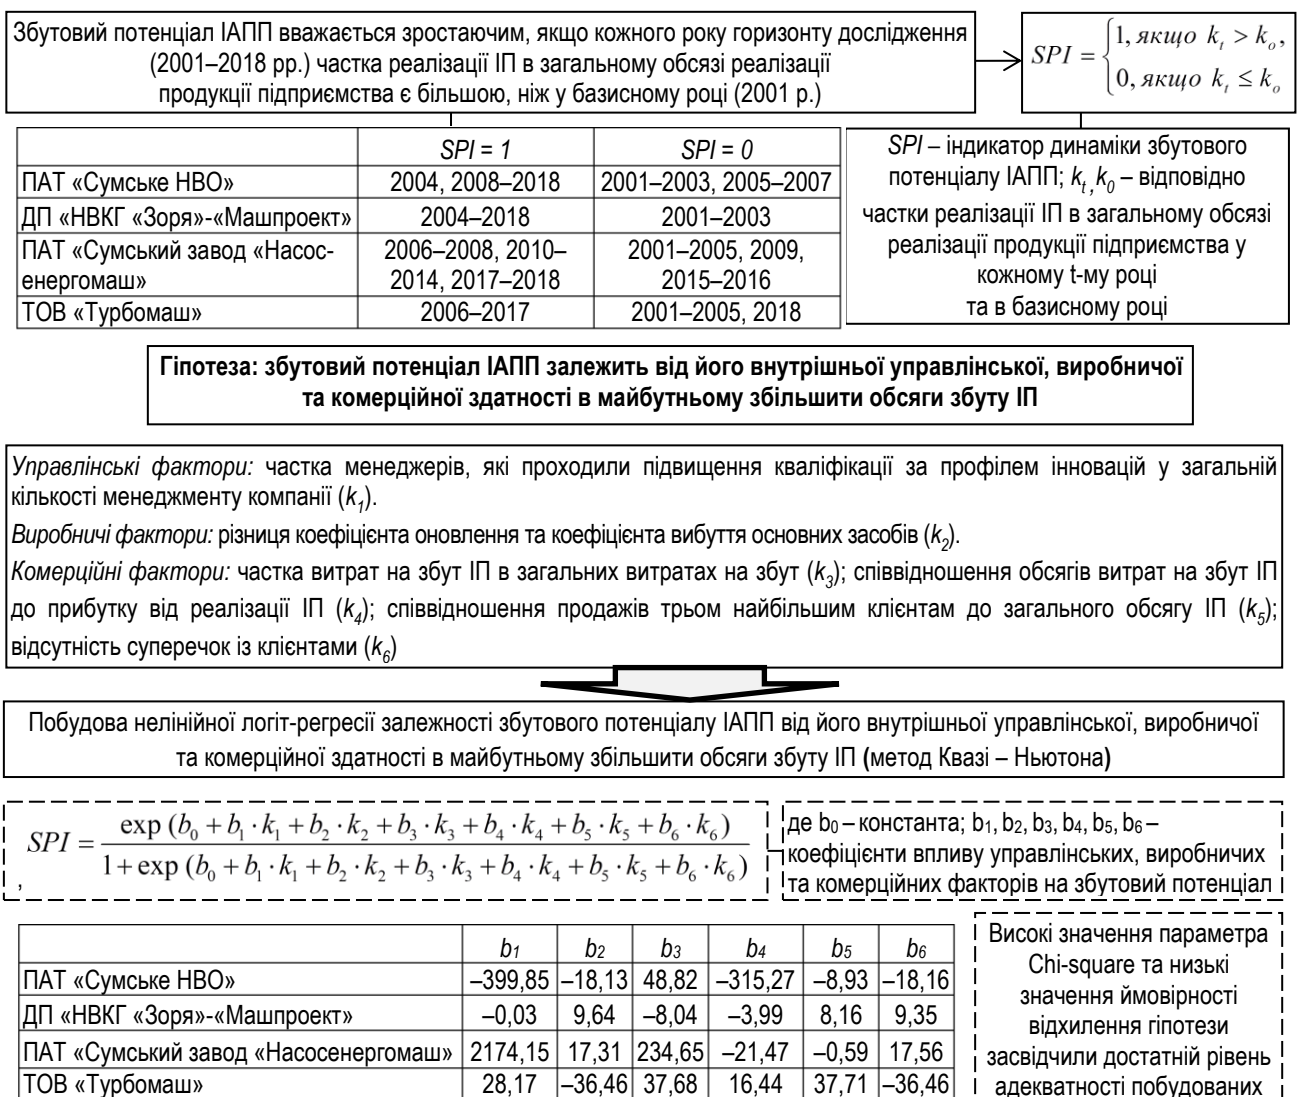 Збутовий потенціал ІАПП вважається зростаючим, якщо кожного року горизонту дослідження
(2001–2018 рр.) частка реалізації ІП в загальному обсязі реалізації
продукції підприємства є більшою, ніж у базисному році (2001 р.)
SPI = {1, якщо k_t > k_o,
0, якщо k_t ≤ k_o
SPI = 1 SPI = 0
ПАТ «Сумське НВО» 2004, 2008–2018 2001–2003, 2005–2007
ДП «НВКГ «Зоря»-«Машпроект» 2004–2018 2001–2003
ПАТ «Сумський завод «Насос- 2006–2008, 2010– 2001–2005, 2009,
енергомаш» 2014, 2017–2018 2015–2016
ТОВ «Турбомаш» 2006–2017 2001–2005, 2018
SPI – індикатор динаміки збутового
потенціалу ІАПП; k_t, k_0 – відповідно
частки реалізації ІП в загальному обсязі
реалізації продукції підприємства у
кожному t-му році
та в базисному році
Гіпотеза: збутовий потенціал ІАПП залежить від його внутрішньої управлінської, виробничої
та комерційної здатності в майбутньому збільшити обсяги збуту ІП
Управлінські фактори: частка менеджерів, які проходили підвищення кваліфікації за профілем інновацій у загальній
кількості менеджменту компанії (k_1).
Виробничі фактори: різниця коефіцієнта оновлення та коефіцієнта вибуття основних засобів (k_2).
Комерційні фактори: частка витрат на збут ІП в загальних витратах на збут (k_3); співвідношення обсягів витрат на збут ІП
до прибутку від реалізації ІП (k_4); співвідношення продажів трьом найбільшим клієнтам до загального обсягу ІП (k_5);
відсутність суперечок із клієнтами (k_6)
Побудова нелінійної логіт-регресії залежності збутового потенціалу ІАПП від його внутрішньої управлінської, виробничої
та комерційної здатності в майбутньому збільшити обсяги збуту ІП (метод Квазі – Ньютона)
SPI = exp (b_0 + b_1 · k_1 + b_2 · k_2 + b_3 · k_3 + b_4 · k_4 + b_5 · k_5 + b_6 · k_6)
1 + exp (b_0 + b_1 · k_1 + b_2 · k_2 + b_3 · k_3 + b_4 · k_4 + b_5 · k_5 + b_6 · k_6)
,
де b₀ – константа; b₁, b₂, b₃, b₄, b₅, b₆ –
коефіцієнти впливу управлінських, виробничих
та комерційних факторів на збутовий потенціал
b₁ b₂ b₃ b₄ b₅ b₆
ПАТ «Сумське НВО» –399,85 –18,13 48,82 –315,27 –8,93 –18,16
ДП «НВКГ «Зоря»-«Машпроект» –0,03 9,64 –8,04 –3,99 8,16 9,35
ПАТ «Сумський завод «Насосенергомаш» 2174,15 17,31 234,65 –21,47 –0,59 17,56
ТОВ «Турбомаш» 28,17 –36,46 37,68 16,44 37,71 –36,46
Високі значення параметра
Chi-square та низькі
значення ймовірності
відхилення гіпотези
засвідчили достатній рівень
адекватності побудованих